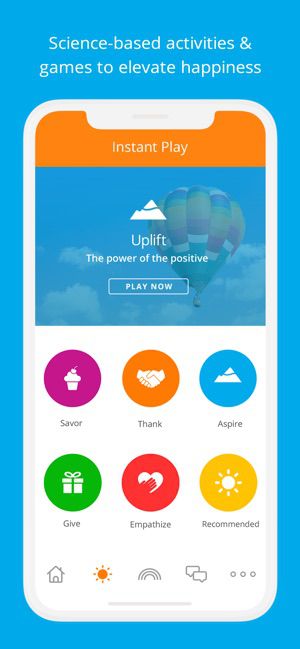 Science-based activities &
games to elevate happiness
Instant Play
Uplift
The power of the positive
PLAY NOW
Savor
Thank
Aspire
Give
Empathize
Recommended